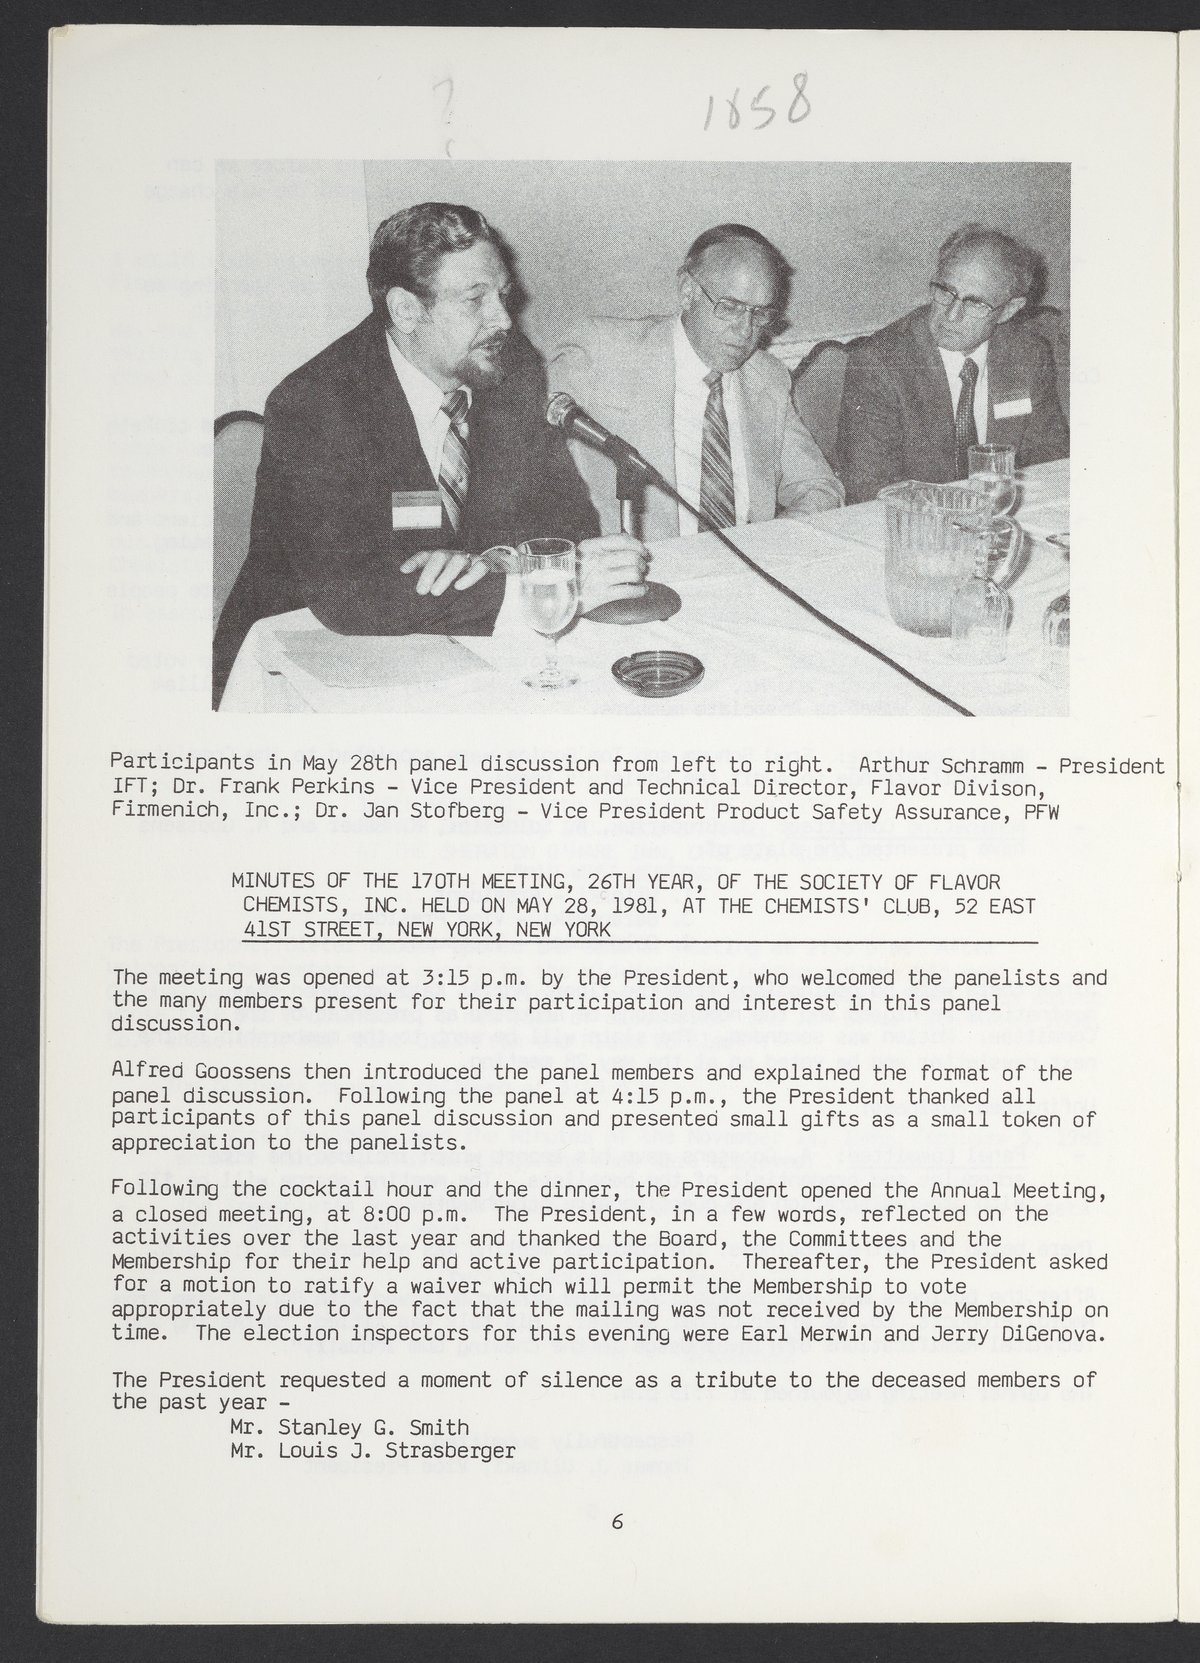 ? 1858
Participants in May 28th panel discussion from left to right. Arthur Schramm - President
IFT; Dr. Frank Perkins - Vice President and Technical Director, Flavor Divison,
Firmenich, Inc.; Dr. Jan Stofberg - Vice President Product Safety Assurance, PFW
MINUTES OF THE 170TH MEETING, 26TH YEAR, OF THE SOCIETY OF FLAVOR
CHEMISTS, INC. HELD ON MAY 28, 1981, AT THE CHEMISTS' CLUB, 52 EAST
41ST STREET, NEW YORK, NEW YORK
The meeting was opened at 3:15 p.m. by the President, who welcomed the panelists and
the many members present for their participation and interest in this panel
discussion.
Alfred Goossens then introduced the panel members and explained the format of the
panel discussion. Following the panel at 4:15 p.m., the President thanked all
participants of this panel discussion and presented small gifts as a small token of
appreciation to the panelists.
Following the cocktail hour and the dinner, the President opened the Annual Meeting,
a closed meeting, at 8:00 p.m. The President, in a few words, reflected on the
activities over the last year and thanked the Board, the Committees and the
Membership for their help and active participation. Thereafter, the President asked
for a motion to ratify a waiver which will permit the Membership to vote
appropriately due to the fact that the mailing was not received by the Membership on
time. The election inspectors for this evening were Earl Merwin and Jerry DiGenova.
The President requested a moment of silence as a tribute to the deceased members of
the past year -
Mr. Stanley G. Smith
Mr. Louis J. Strasberger
6